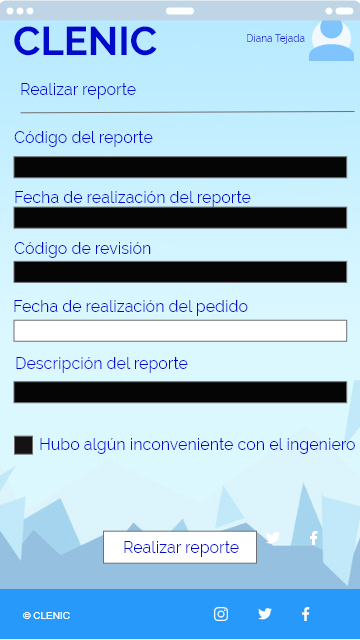 CLENIC
Diana Tejada
Realizar reporte
Código del reporte
Fecha de realización del reporte
Código de revisión
Fecha de realización del pedido
Descripción del reporte
Hubo algún inconveniente con el ingeniero
Realizar reporte
© CLENIC